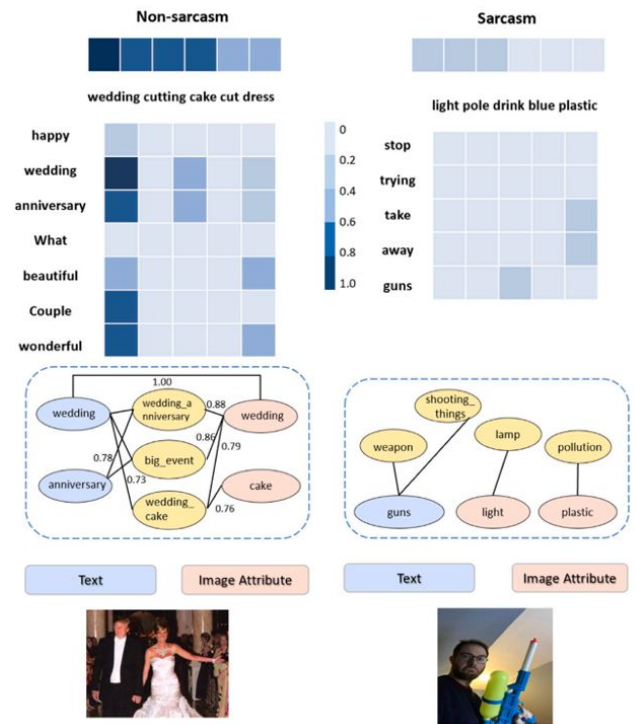 Non-sarcasm
Sarcasm
wedding cutting cake cut dress
light pole drink blue plastic
happy
wedding
anniversary
What
beautiful
Couple
wonderful
0
0.2
0.4
0.6
0.8
1.0
stop
trying
take
away
guns
1.00
wedding
wedding_a
nniversary
0.88
wedding
0.86
0.79
0.78
big_event
0.73
anniversary
cake
wedding_
cake
0.76
shooting_
things
weapon
lamp
pollution
guns
light
plastic
Text
Image Attribute
Text
Image Attribute